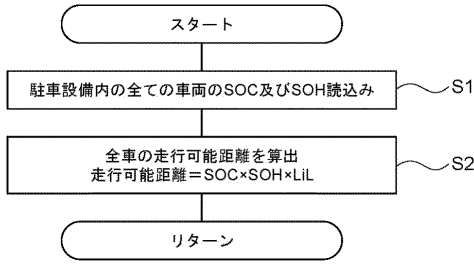 スタート
駐車設備内の全ての車両のSOC及びSOH読込み
S1
全車の走行可能距離を算出
走行可能距離=SOC×SOH×LiL
S2
リターン